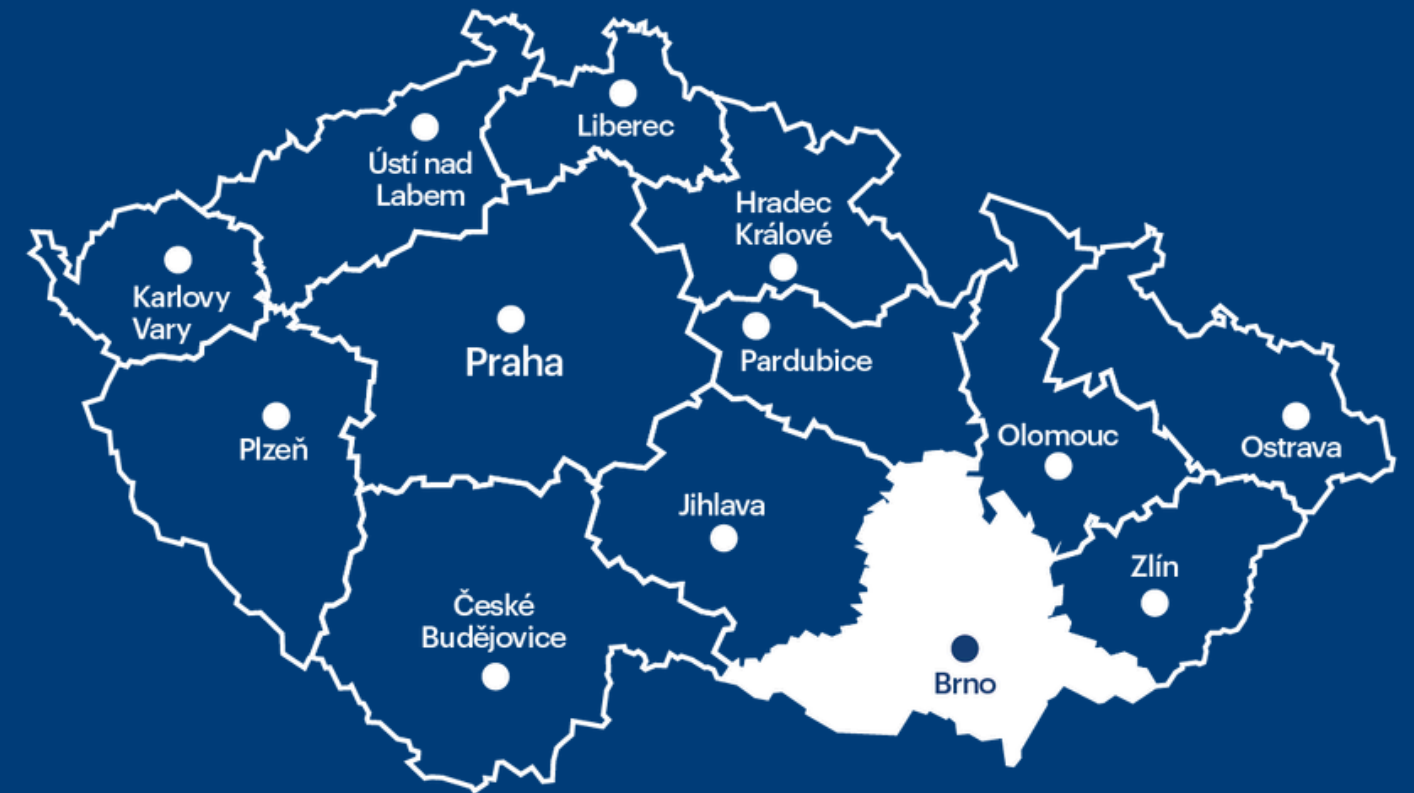 Liberec
Ústí nad
Labem
Hradec
Králové
Karlovy
Vary
Praha
Pardubice
Plzeň
Olomouc
Ostrava
Jihlava
Zlín
České
Budějovice
Brno